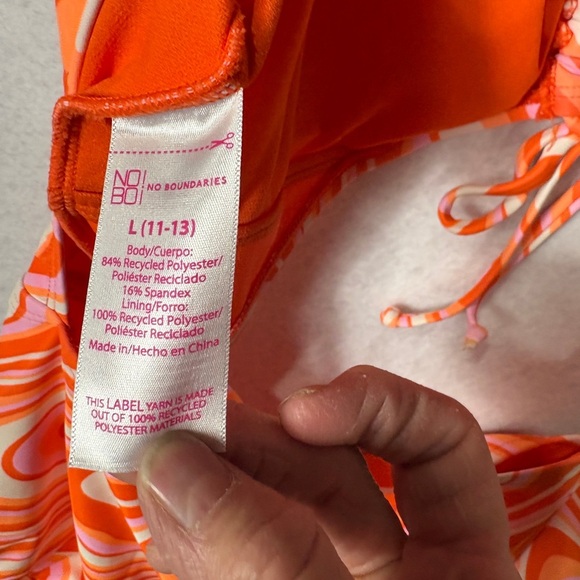 NO!
BO! NO BOUNDARIES
L (11-13)
Body/Cuerpo:
84% Recycled Polyester/
Poliéster Reciclado
16% Spandex
Lining/Forro:
100% Recycled Polyester/
Poliéster Reciclado
Made in/Hecho en China
THIS LABEL YARN IS MADE
OUT OF 100% RECYCLED
POLYESTER MATERIALS